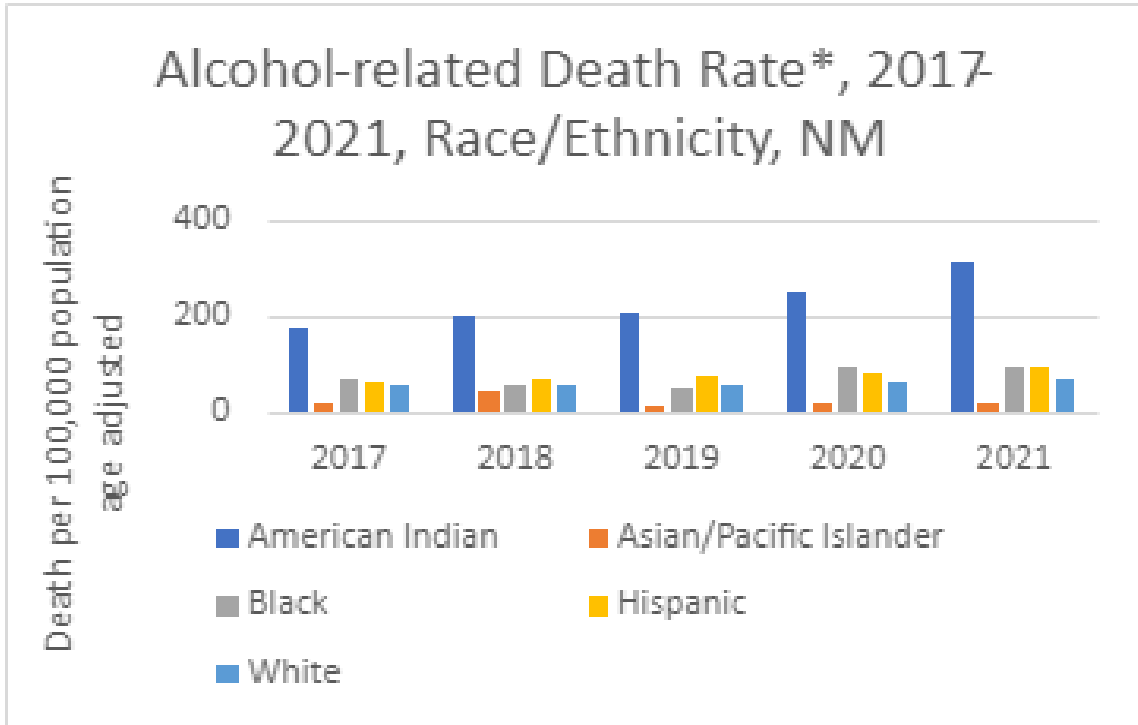 Alcohol-related Death Rate*, 2017-
2021, Race/Ethnicity, NM
Death per 100,000 population
age adjusted
400
200
0
2017 2018 2019 2020 2021
American Indian Asian/Pacific Islander
Black Hispanic
White